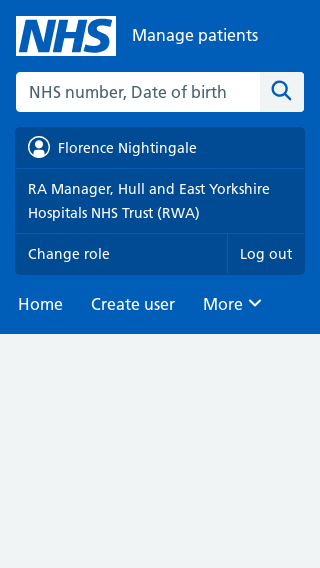 NHS
Manage patients
NHS number, Date of birth
Florence Nightingale
RA Manager, Hull and East Yorkshire
Hospitals NHS Trust (RWA)
Change role
Log out
Home
Create user
More